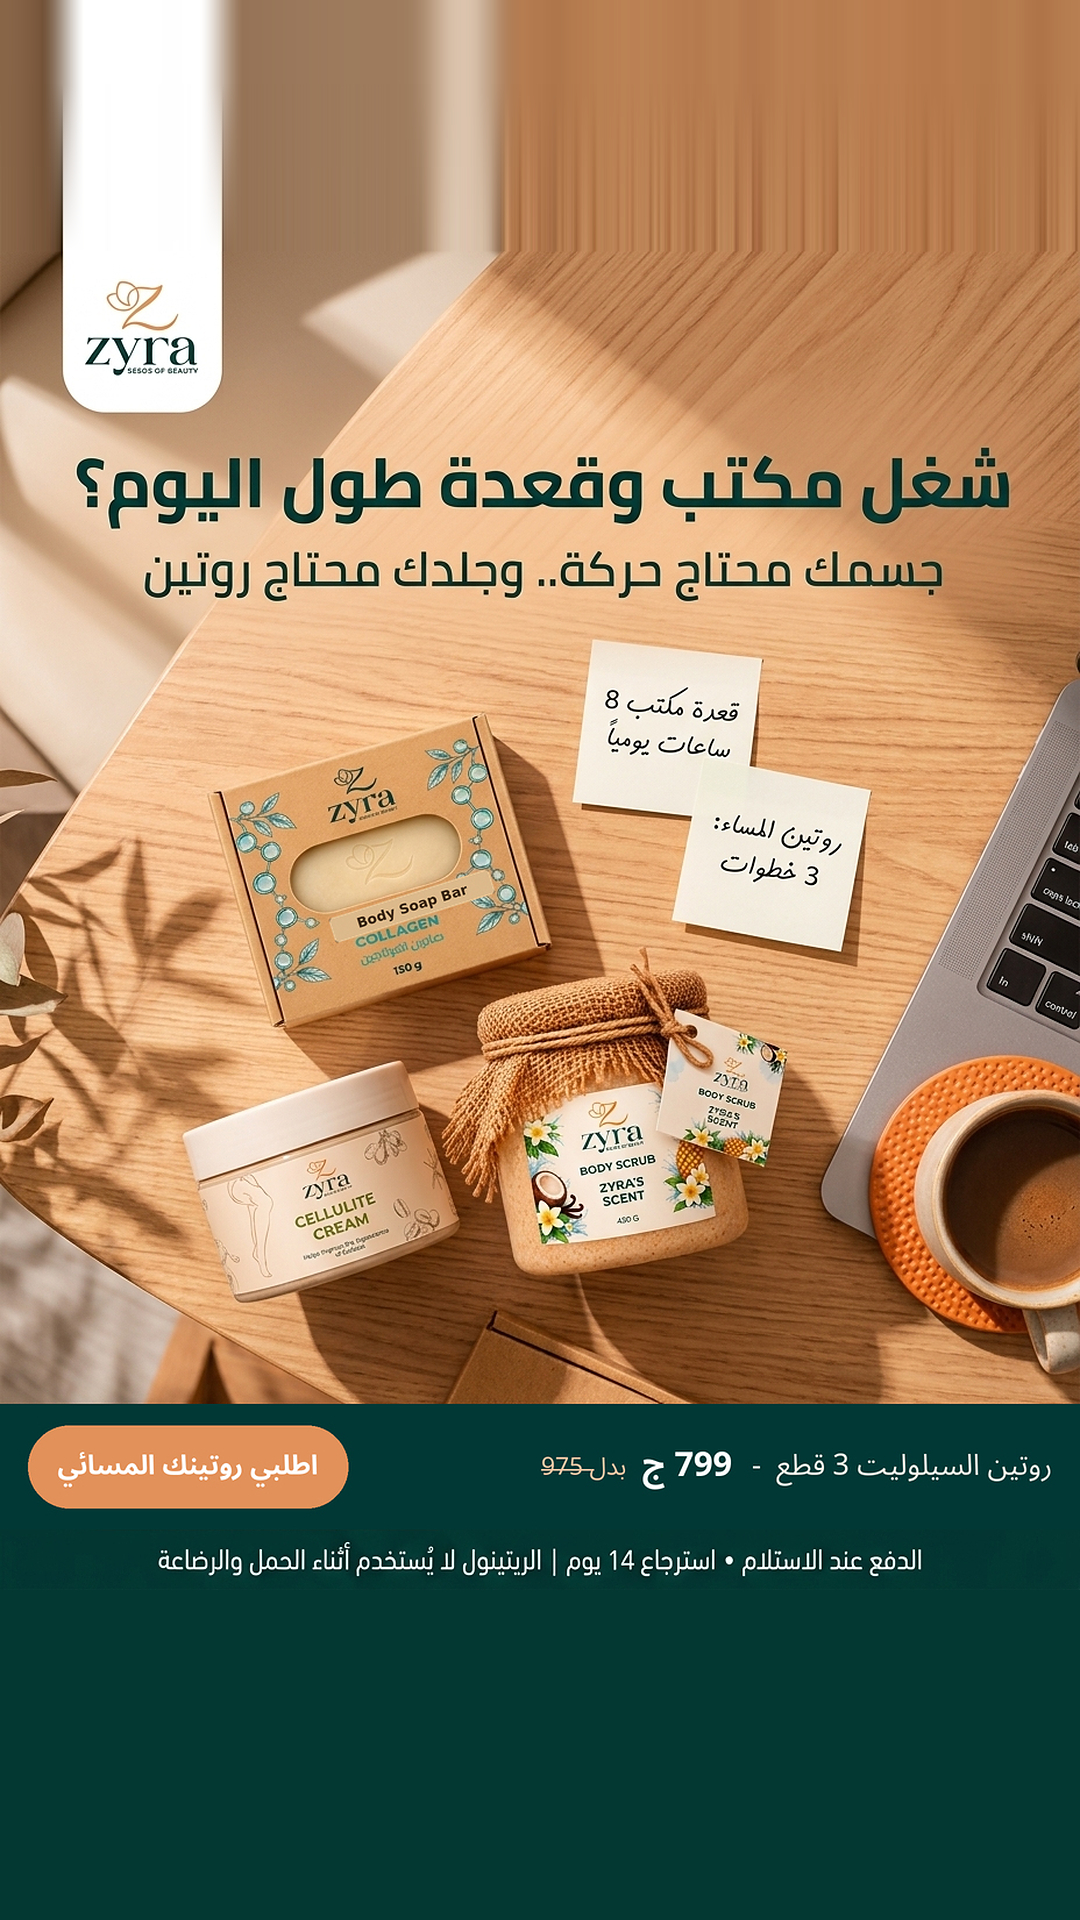 zyra
SESOS OF BEAUTY
شغل مكتب وقعدة طول اليوم؟
جسمك محتاج حركة.. وجلدك محتاج روتين
قعدة مكتب 8
ساعات يومياً
روتين المساء:
3 خطوات
zyra
Body Soap Bar
COLLAGEN
150 g
zyra
BODY SCRUB
SCENT
zyra
BODY SCRUB
ZYRA'S
SCENT
450 G
zyra
CELLULITE
CREAM
control
روتين السيلوليت 3 قطع - 799 ج بدل 975
اطلبي روتينك المسائي
الدفع عند الاستلام • استرجاع 14 يوم | الريتينول لا يُستخدم أثناء الحمل والرضاعة